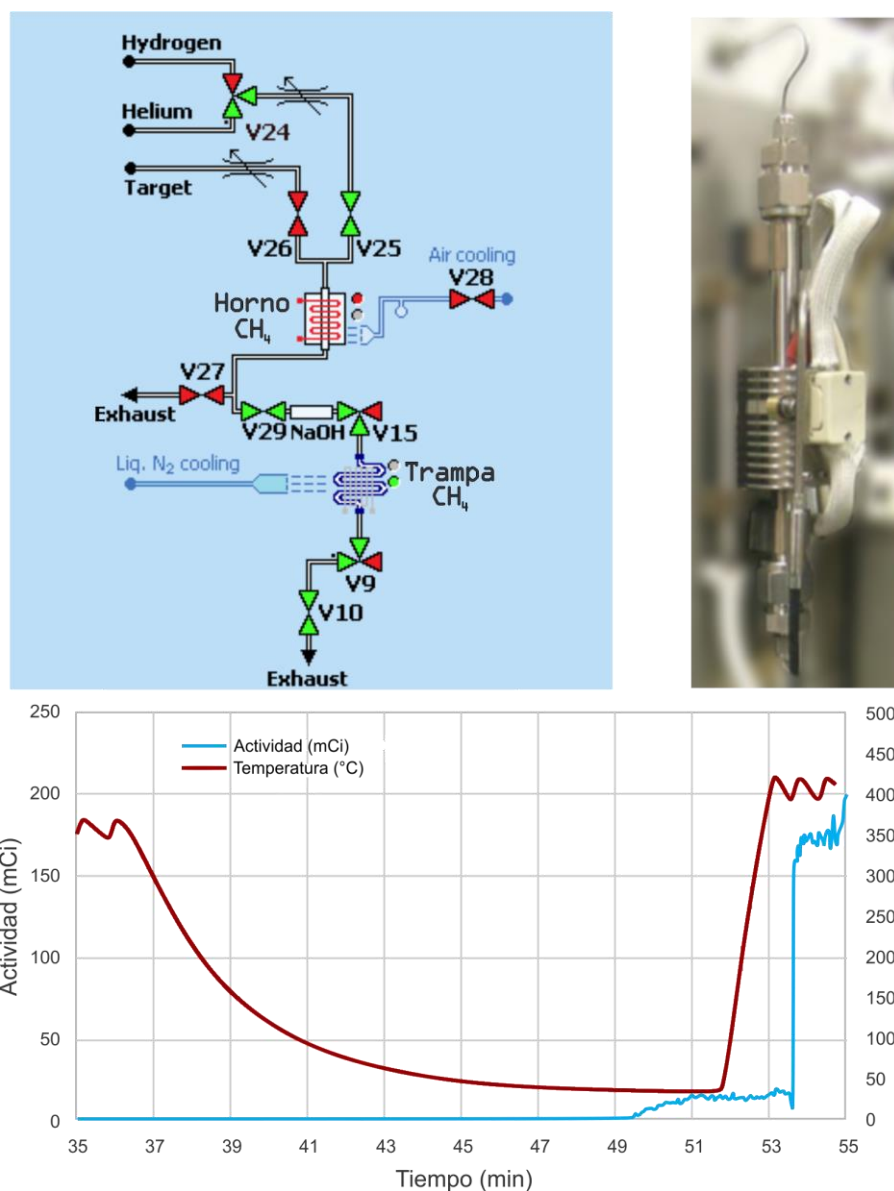 Hydrogen
Helium
V24
Target
V26
V25
Air cooling
V28
Horno
CH₄
V27
Exhaust
V29
NaOH
V15
Liq. N₂ cooling
Trampa
CH₄
V9
V10
Exhaust
250
200
150
100
50
0
Actividad (mCi)
Actividad (mCi)
Temperatura (°C)
500
450
400
350
300
250
200
150
100
50
0
35
37
39
41
43
45
47
49
51
53
55
Tiempo (min)